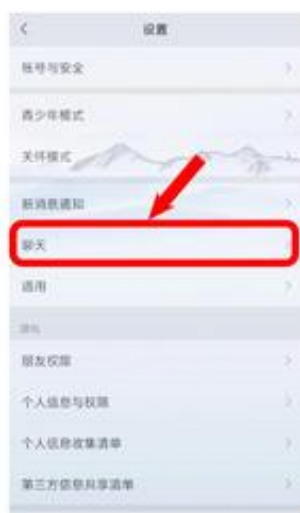 设置
账号与安全
青少年模式
关怀模式
新消息通知
聊天
通用
隐私
朋友权限
个人信息与权限
个人信息收集清单
第三方信息共享清单